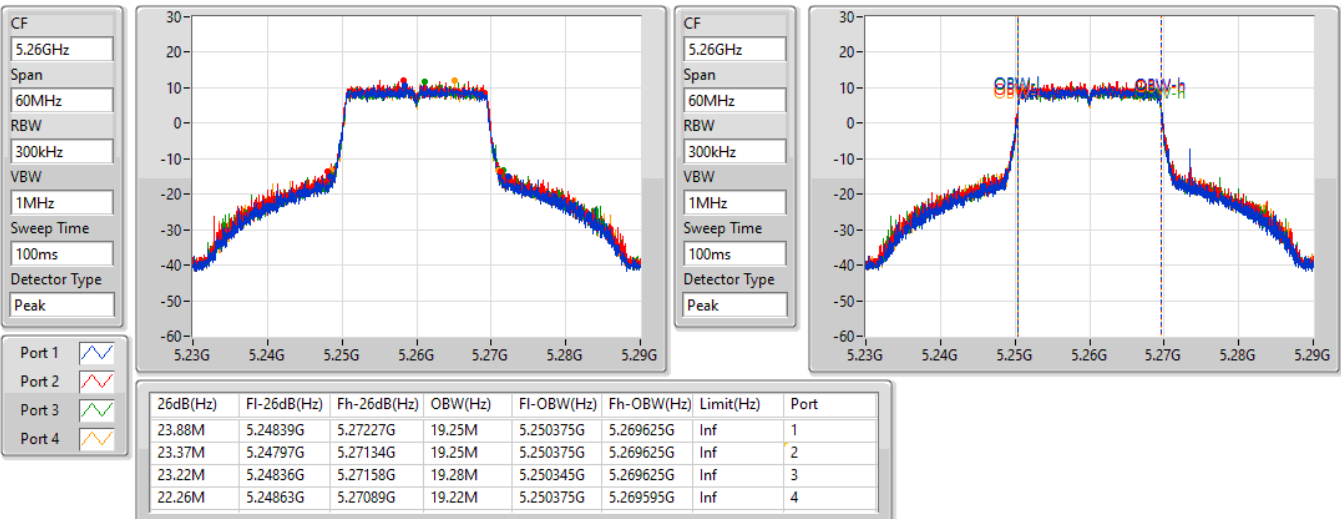 CF
5.26GHz
Span
60MHz
RBW
300kHz
VBW
1MHz
Sweep Time
100ms
Detector Type
Peak
30
20
10
0
-10
-20
-30
-40
-50
-60
5.23G 5.24G 5.25G 5.26G 5.27G 5.28G 5.29G
CF
5.26GHz
Span
60MHz
RBW
300kHz
VBW
1MHz
Sweep Time
100ms
Detector Type
Peak
30
20
10
0
-10
-20
-30
-40
-50
-60
OBW-h
5.23G 5.24G 5.25G 5.26G 5.27G 5.28G 5.29G
Port 1
Port 2
Port 3
Port 4
26dB(Hz) Fl-26dB(Hz) Fh-26dB(Hz) OBW(Hz) Fl-OBW(Hz) Fh-OBW(Hz) Limit(Hz) Port
23.88M 5.24839G 5.27227G 19.25M 5.250375G 5.269625G Inf 1
23.37M 5.24797G 5.27134G 19.25M 5.250375G 5.269625G Inf 2
23.22M 5.24836G 5.27158G 19.28M 5.250345G 5.269625G Inf 3
22.26M 5.24863G 5.27089G 19.22M 5.250375G 5.269595G Inf 4